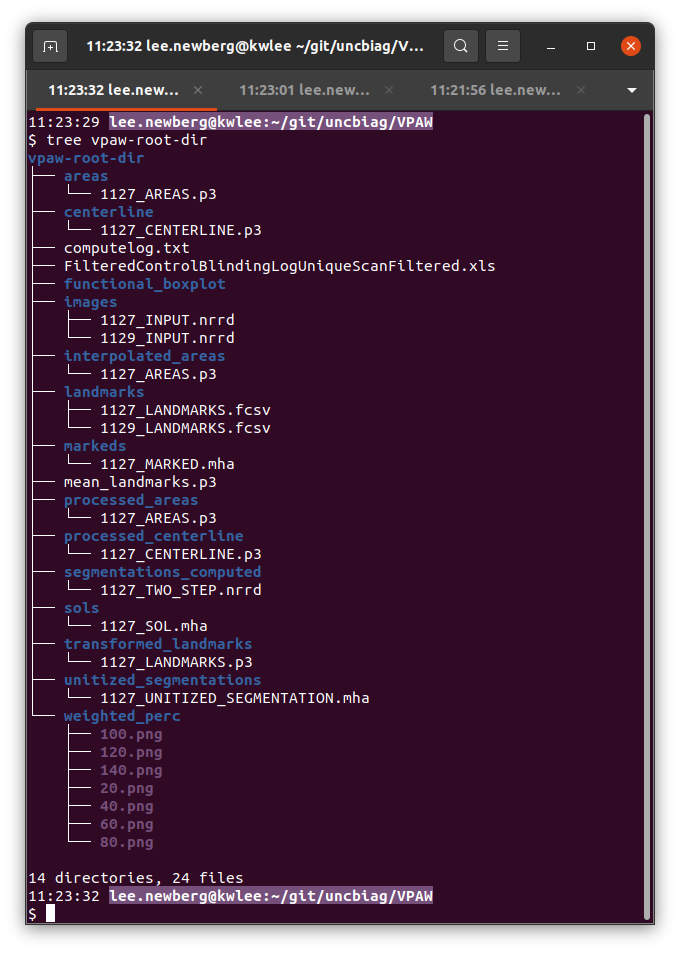 11:23:32 lee.newberg@kwlee ~/git/uncbiag/V...
11:23:32 lee.new... × 11:23:01 lee.new... × 11:21:56 lee.new... ×
11:23:29 lee.newberg@kwlee:~/git/uncbiag/VPAW
$ tree vpaw-root-dir
vpaw-root-dir
├── areas
│   └── 1127_AREAS.p3
├── centerline
│   └── 1127_CENTERLINE.p3
├── computelog.txt
├── FilteredControlBlindingLogUniqueScanFiltered.xls
├── functional_boxplot
├── images
│   ├── 1127_INPUT.nrrd
│   └── 1129_INPUT.nrrd
├── interpolated_areas
│   └── 1127_AREAS.p3
├── landmarks
│   ├── 1127_LANDMARKS.fcsv
│   └── 1129_LANDMARKS.fcsv
├── markeds
│   └── 1127_MARKED.mha
├── mean_landmarks.p3
├── processed_areas
│   └── 1127_AREAS.p3
├── processed_centerline
│   └── 1127_CENTERLINE.p3
├── segmentations_computed
│   └── 1127_TWO_STEP.nrrd
├── sols
│   └── 1127_SOL.mha
├── transformed_landmarks
│   └── 1127_LANDMARKS.p3
├── unitized_segmentations
│   └── 1127_UNITIZED_SEGMENTATION.mha
└── weighted_perc
    ├── 100.png
    ├── 120.png
    ├── 140.png
    ├── 20.png
    ├── 40.png
    ├── 60.png
    └── 80.png
14 directories, 24 files
11:23:32 lee.newberg@kwlee:~/git/uncbiag/VPAW
$